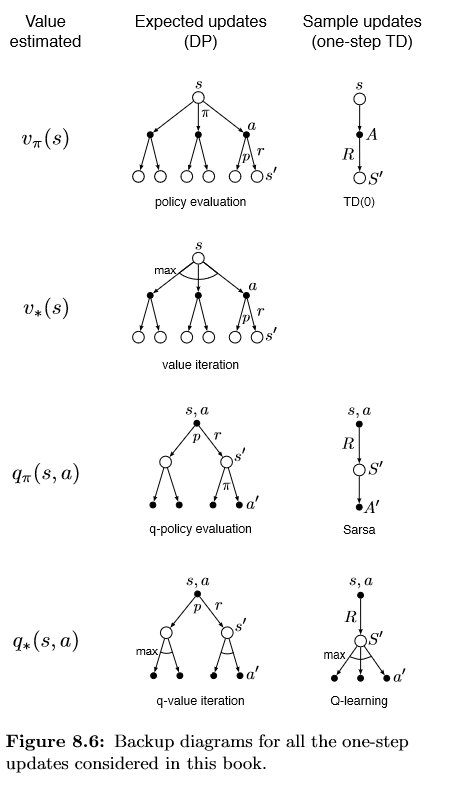 Value estimated
Expected updates (DP)
Sample updates (one-step TD)
v_π(s)
s
π
a
p
r
s′
policy evaluation
s
A
R
S′
TD(0)
v_*(s)
s
max
a
p
r
s′
value iteration
q_π(s, a)
s, a
p
r
s′
π
a′
q-policy evaluation
s, a
R
S′
A′
Sarsa
q_*(s, a)
s, a
p
r
s′
max
a′
q-value iteration
s, a
R
S′
max
a′
Q-learning
Figure 8.6: Backup diagrams for all the one-step
updates considered in this book.